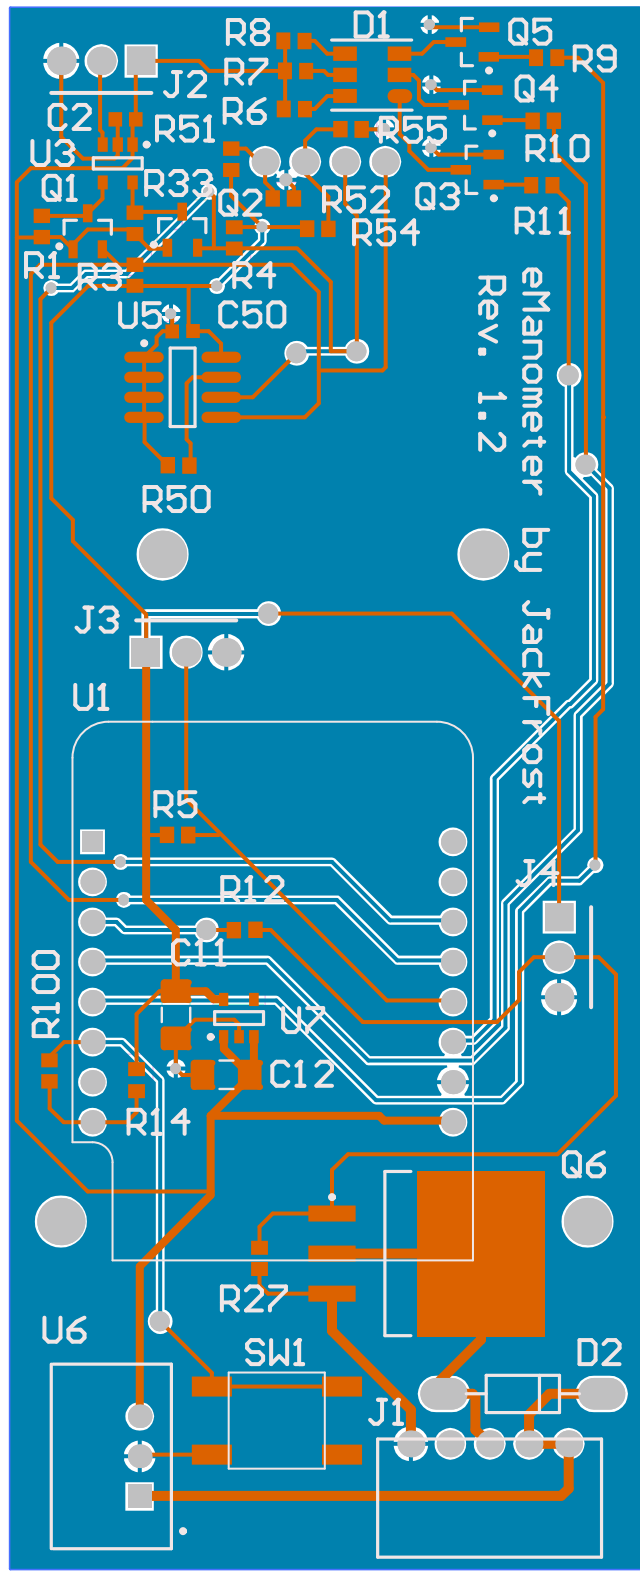 R8
D1
Q5
R7
R9
J2
R6
Q4
C2
R51
R55
U3
R10
Q1
R33
Q2
R52
Q3
R54
R11
R1
R3
R4
U5
C50
eManometer by JackFrost
Rev. 1.2
R50
J3
U1
R5
J4
R12
C11
R100
U7
C12
R14
Q6
R27
U6
SW1
D2
J1